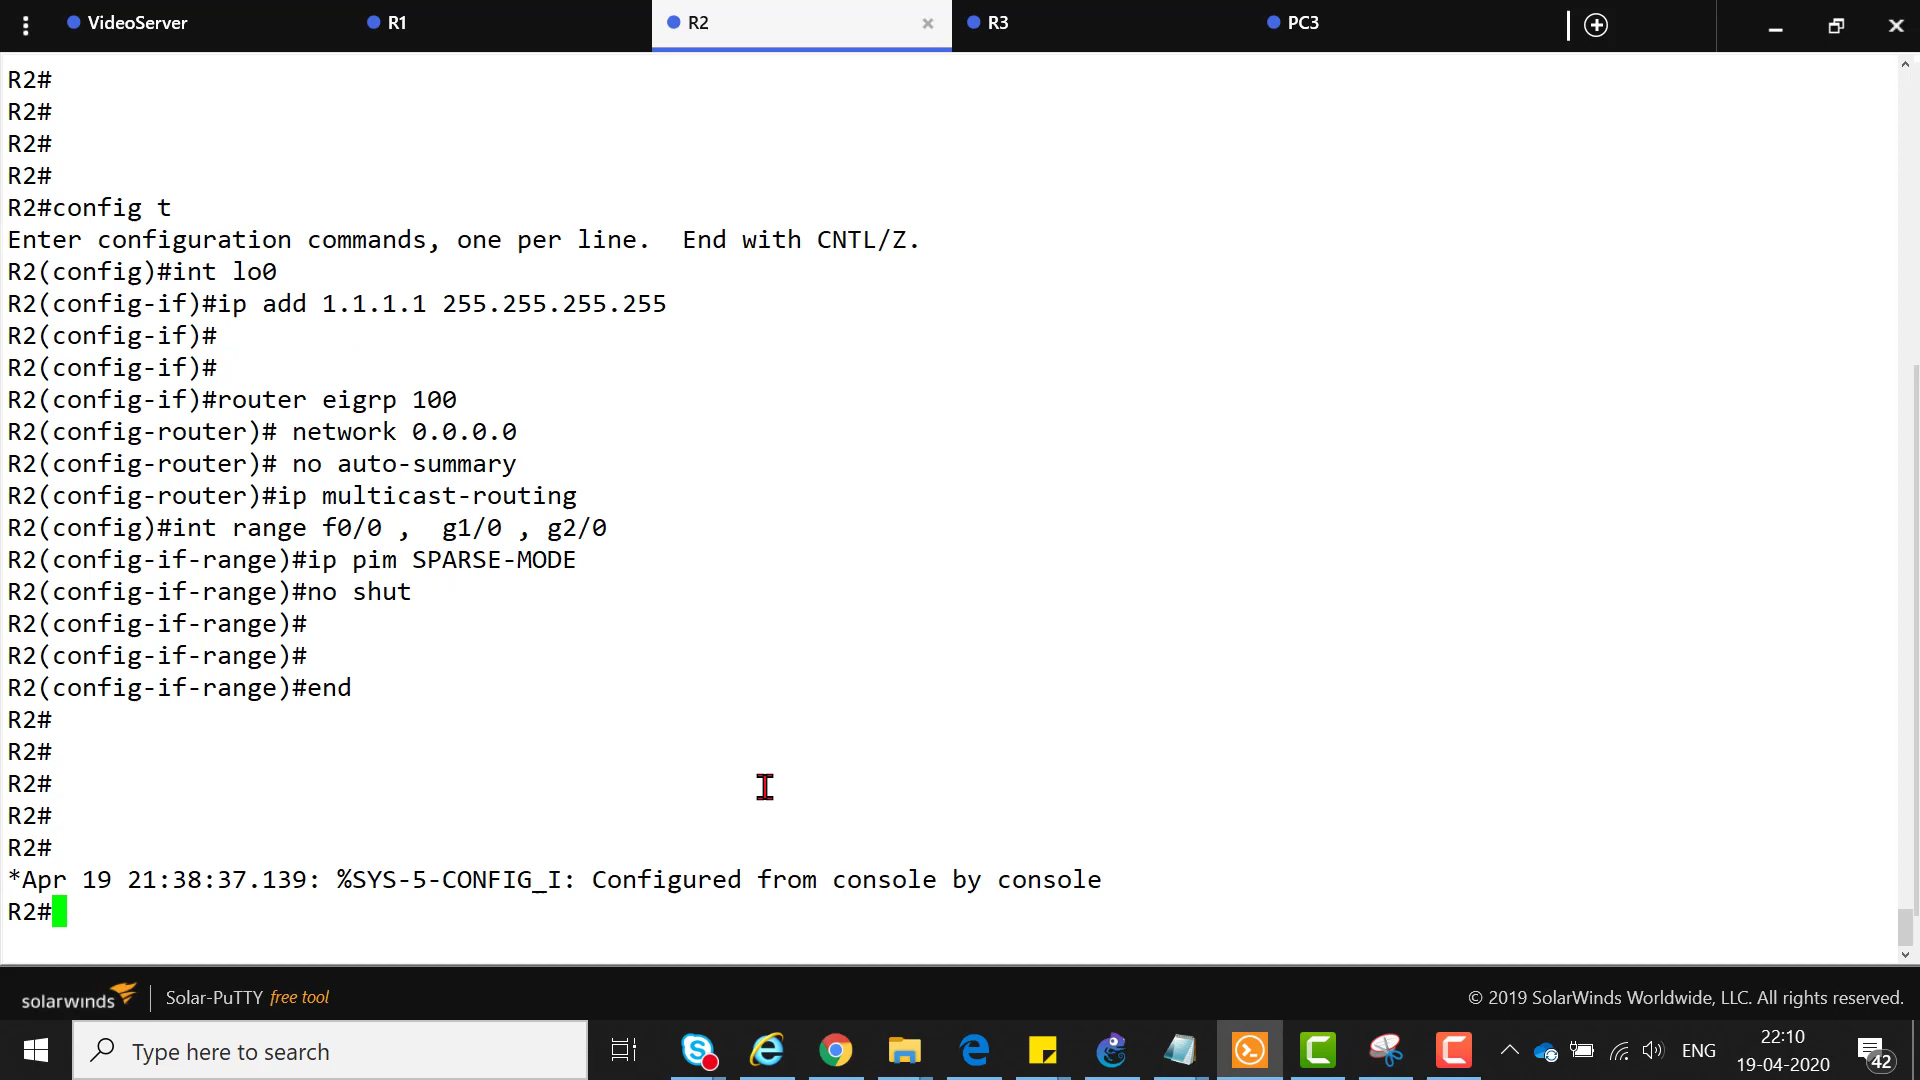 VideoServer R1 R2 R3 PC3
R2#
R2#
R2#
R2#
R2#config t
Enter configuration commands, one per line.  End with CNTL/Z.
R2(config)#int lo0
R2(config-if)#ip add 1.1.1.1 255.255.255.255
R2(config-if)#
R2(config-if)#
R2(config-if)#router eigrp 100
R2(config-router)# network 0.0.0.0
R2(config-router)# no auto-summary
R2(config-router)#ip multicast-routing
R2(config)#int range f0/0 ,  g1/0 , g2/0
R2(config-if-range)#ip pim SPARSE-MODE
R2(config-if-range)#no shut
R2(config-if-range)#
R2(config-if-range)#
R2(config-if-range)#end
R2#
R2#
R2#
R2#
R2#
*Apr 19 21:38:37.139: %SYS-5-CONFIG_I: Configured from console by console
R2#
solarwinds Solar-PuTTY free tool © 2019 SolarWinds Worldwide, LLC. All rights reserved.
Type here to search ENG 22:10 42
19-04-2020